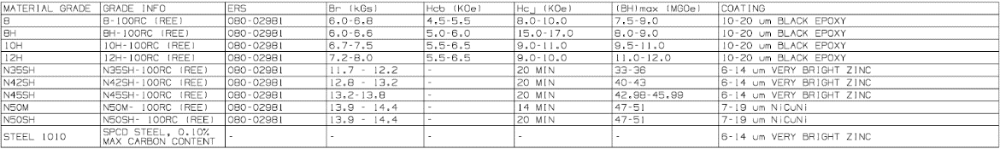 MATERIAL GRADE GRADE INFO ERS Br (kGs) Hcb (KOe) Hcj (KOe) (BH)max (MGOe) COATING
8 8-100RC (REE) 080-02981 6.0-6.8 4.5-5.5 8.0-10.0 7.5-9.0 10-20 um BLACK EPOXY
8H 8H-100RC (REE) 080-02981 6.0-6.6 5.0-6.0 15.0-17.0 8.0-9.0 10-20 um BLACK EPOXY
10H 10H-100RC (REE) 080-02981 6.7-7.5 5.5-6.5 9.0-11.0 9.5-11.0 10-20 um BLACK EPOXY
12H 12H-100RC (REE) 080-02981 7.2-8.0 5.5-6.5 9.0-10.0 11.0-12.0 10-20 um BLACK EPOXY
N35SH N35SH-100RC (REE) 080-02981 11.7 - 12.2 - 20 MIN 33-36 6-14 um VERY BRIGHT ZINC
N42SH N42SH-100RC (REE) 080-02981 12.8 - 13.2 - 20 MIN 40-43 6-14 um VERY BRIGHT ZINC
N45SH N45SH-100RC (REE) 080-02981 13.2-13.8 - 20 MIN 42.98-45.99 6-14 um VERY BRIGHT ZINC
N50M N50M- 100RC (REE) 080-02981 13.9 - 14.4 - 14 MIN 47-51 7-19 um NiCuNi
N50SH N50SH- 100RC (REE) 080-02981 13.9 - 14.4 - 20 MIN 47-51 7-19 um NiCuNi
STEEL 1010 SPCD STEEL, 0.10% - - - - - 6-14 um VERY BRIGHT ZINC
MAX CARBON CONTENT